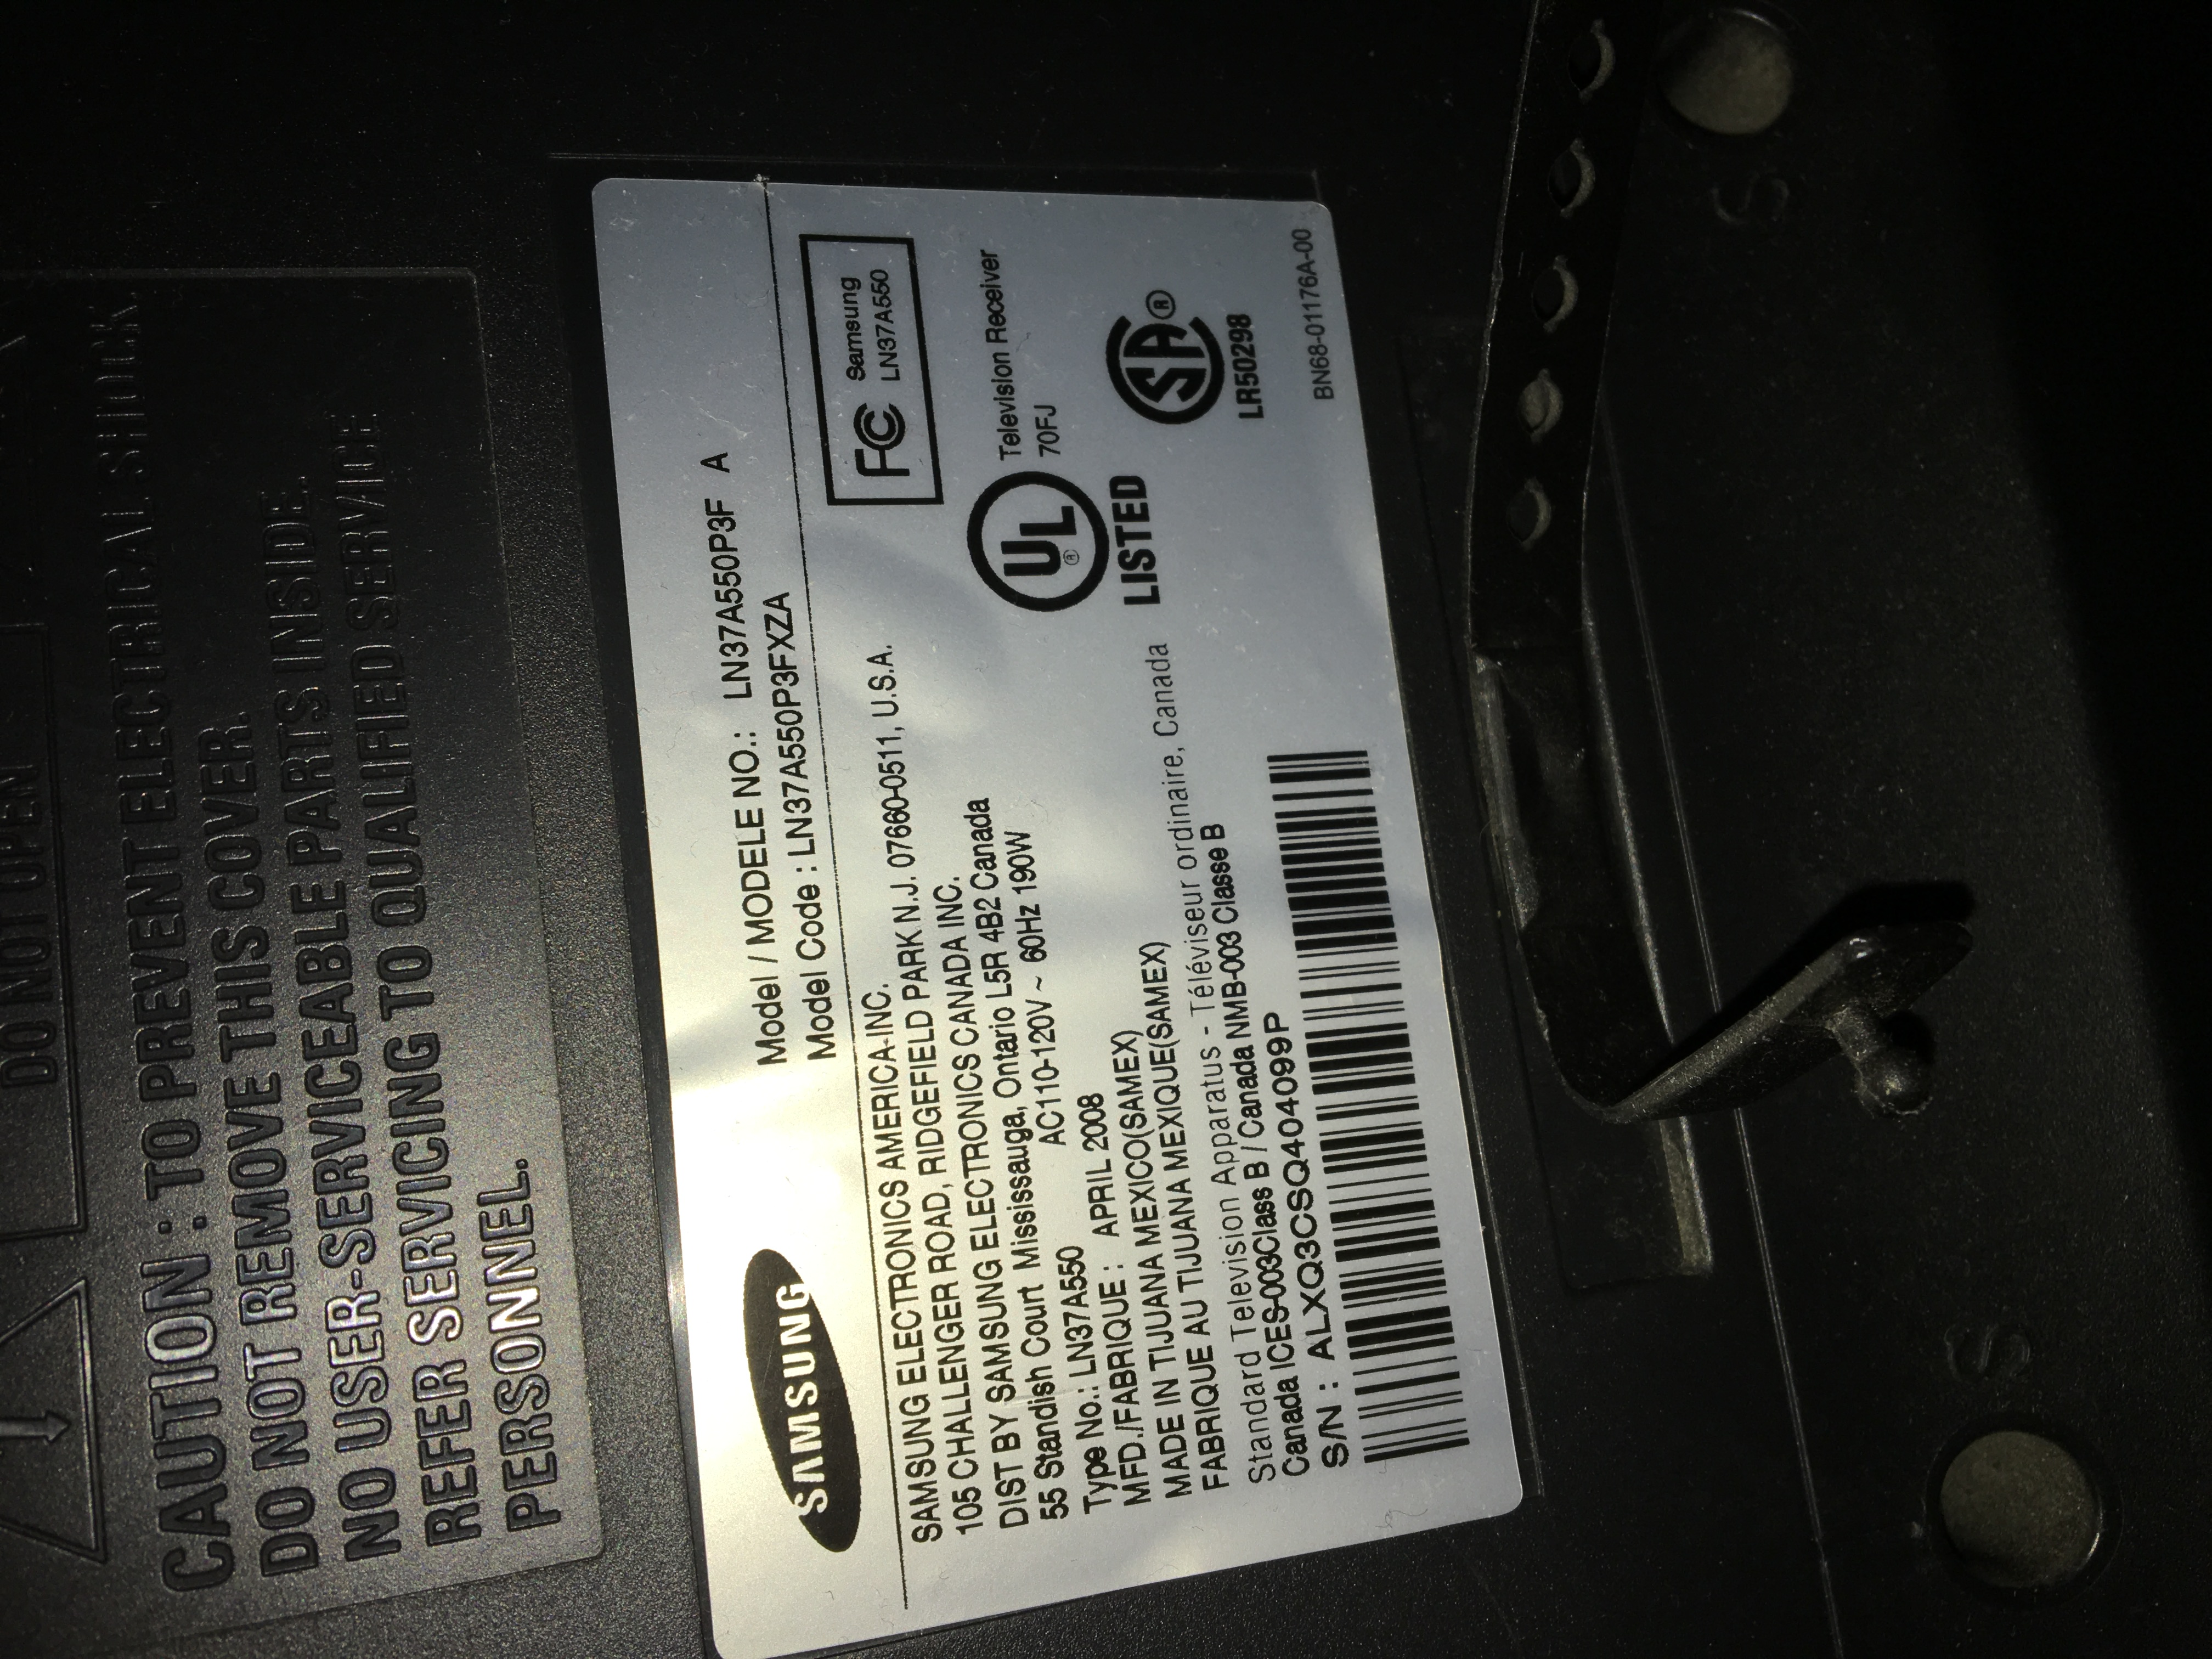 DO NOT OPEN
CAUTION : TO PREVENT ELECTRICAL SHOCK
DO NOT REMOVE THIS COVER.
NO USER-SERVICEABLE PARTS INSIDE.
REFER SERVICING TO QUALIFIED SERVICE
PERSONNEL.
SAMSUNG
Model / MODELE NO.: LN37A550P3F A
Model Code : LN37A550P3FXZA
SAMSUNG ELECTRONICS AMERICA-INC.
105 CHALLENGER ROAD, RIDGEFIELD PARK N.J. 07660-0511, U.S.A.
DIST BY SAMSUNG ELECTRONICS CANADA INC.
55 Standish Court Mississauga, Ontario L5R 4B2 Canada
AC110-120V ~ 60Hz 190W
Type No.: LN37A550
MFD./FABRIQUE : APRIL 2008
MADE IN TIJUANA MEXICO(SAMEX)
FABRIQUE AU TIJUANA MEXIQUE(SAMEX)
Standard Television Apparatus - Téléviseur ordinaire, Canada
Canada ICES-003Class B / Canada NMB-003 Classe B
S/N : ALXQ3CSQ404099P
FC Samsung
LN37A550
UL ®
LISTED
Television Receiver
70FJ
SA ®
LR50298
BN68-01176A-00
S
S